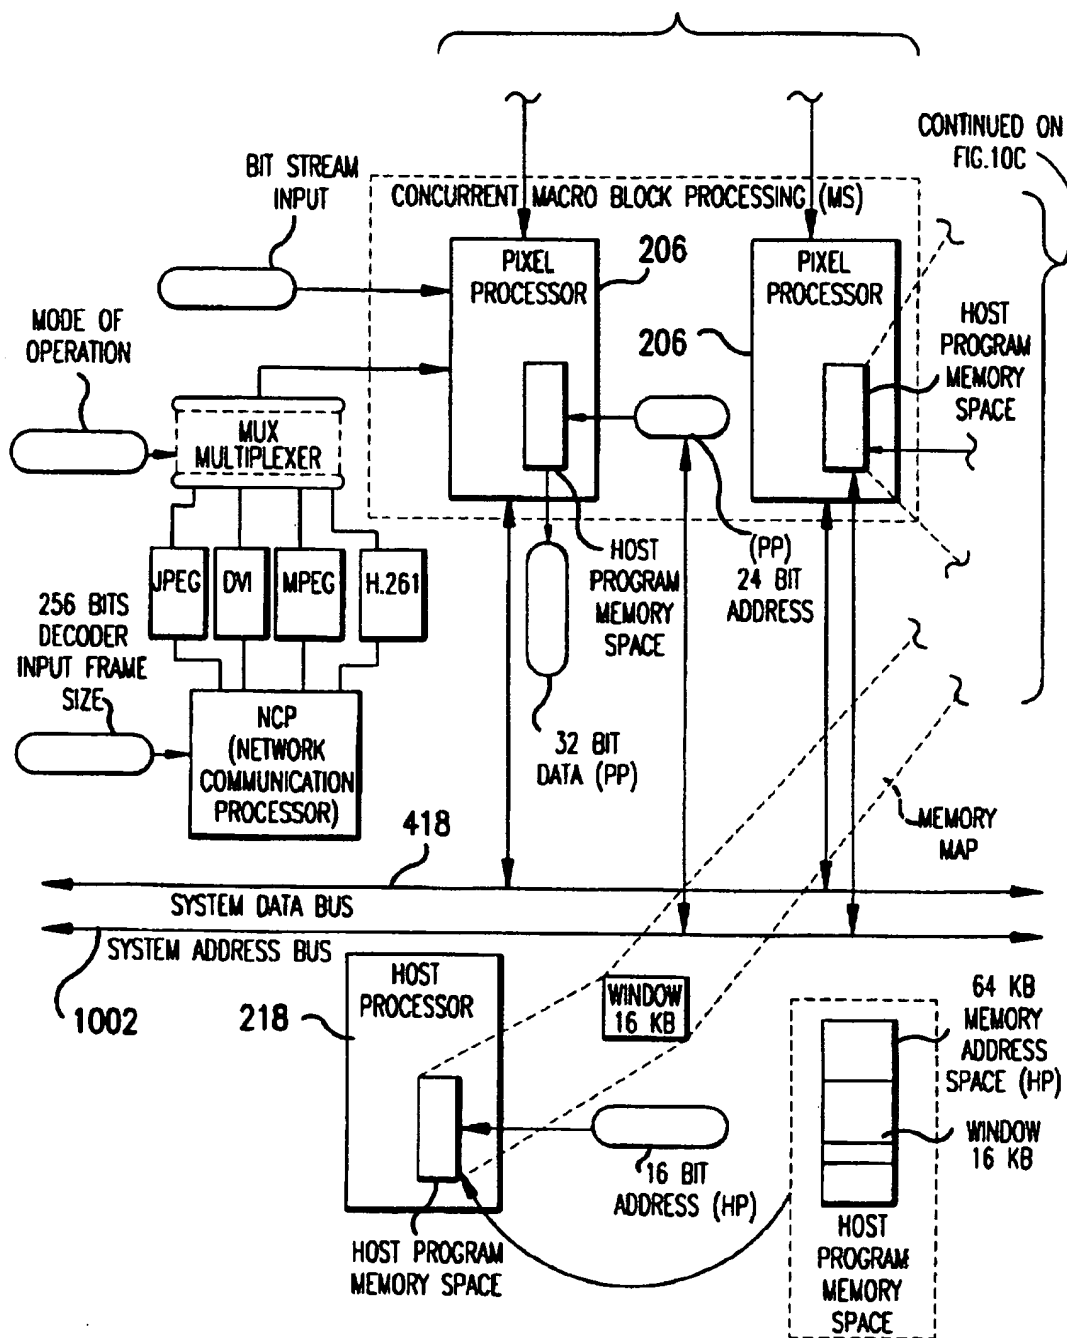 CONTINUED ON
FIG.10C
BIT STREAM
INPUT
CONCURRENT MACRO BLOCK PROCESSING (MS)
PIXEL
PROCESSOR
206
PIXEL
PROCESSOR
206
HOST
PROGRAM
MEMORY
SPACE
MODE OF
OPERATION
MUX
MULTIPLEXER
JPEG
DVI
MPEG
H.261
HOST
PROGRAM
MEMORY
SPACE
(PP)
24 BIT
ADDRESS
256 BITS
DECODER
INPUT FRAME
SIZE
NCP
(NETWORK
COMMUNICATION
PROCESSOR)
32 BIT
DATA (PP)
MEMORY
MAP
418
SYSTEM DATA BUS
SYSTEM ADDRESS BUS
1002
HOST
PROCESSOR
218
WINDOW
16 KB
64 KB
MEMORY
ADDRESS
SPACE (HP)
WINDOW
16 KB
16 BIT
ADDRESS (HP)
HOST PROGRAM
MEMORY SPACE
HOST
PROGRAM
MEMORY
SPACE